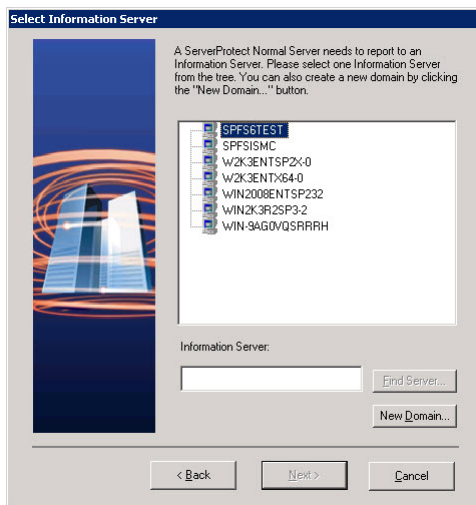 Select Information Server
A ServerProtect Normal Server needs to report to an
Information Server. Please select one Information Server
from the tree. You can also create a new domain by clicking
the "New Domain..." button.
SPFS6TEST
SPFSISMC
W2K3ENTSP2X-0
W2K3ENTX64-0
WIN2008ENTSP232
WIN2K3R2SP3-2
WIN-9AG0VQSRRRH
Information Server:
Find Server...
New Domain...
< Back
Next >
Cancel